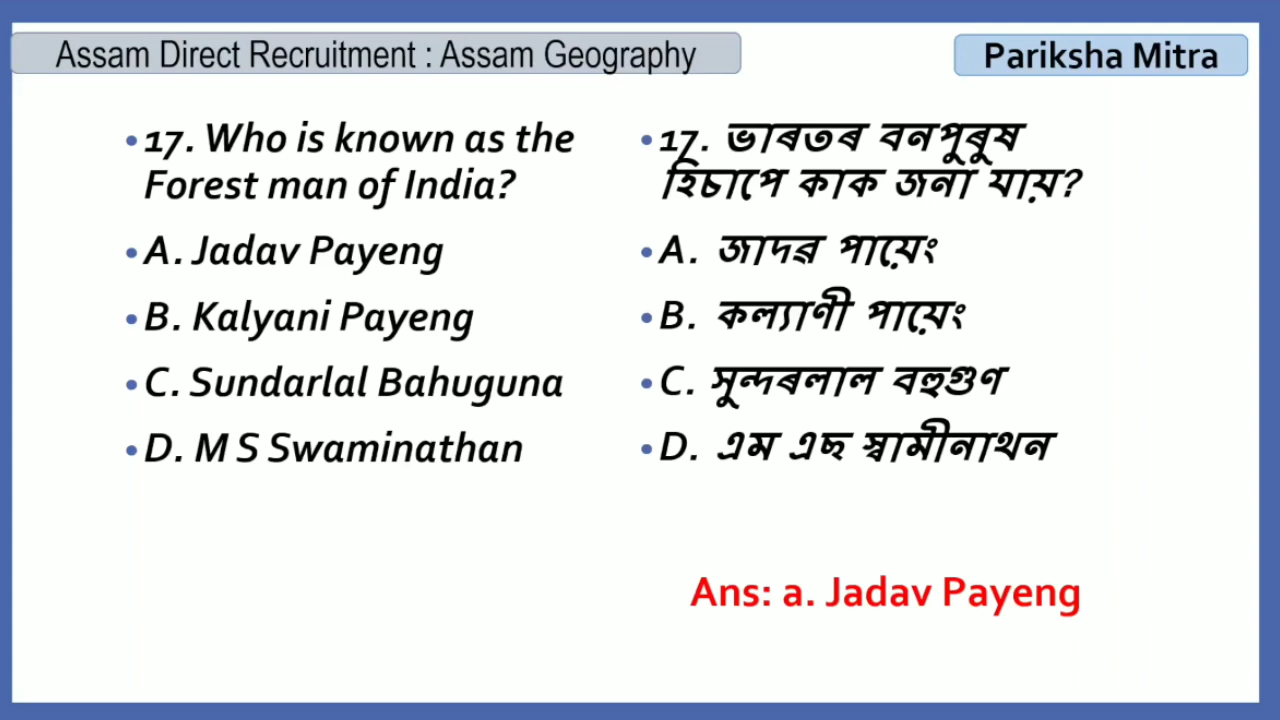 Assam Direct Recruitment : Assam Geography
Pariksha Mitra
• 17. Who is known as the
Forest man of India?
• A. Jadav Payeng
• B. Kalyani Payeng
• C. Sundarlal Bahuguna
• D. M S Swaminathan
• 17. ভাৰতৰ বনপুৰুষ
হিচাপে কাক জনা যায়?
• A. জাদৱ পায়েং
• B. কল্যাণী পায়েং
• C. সুন্দৰলাল বহুগুণ
• D. এম এছ স্বামীনাথন
Ans: a. Jadav Payeng